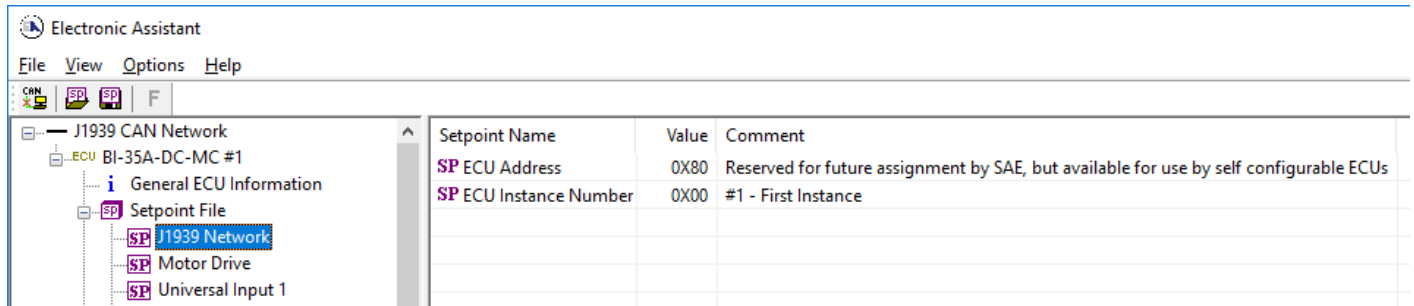 Electronic Assistant
File View Options Help
CAN SP SP F
J1939 CAN Network
ECU BI-35A-DC-MC #1
i General ECU Information
SP Setpoint File
SP J1939 Network
SP Motor Drive
SP Universal Input 1
Setpoint Name Value Comment
SP ECU Address 0X80 Reserved for future assignment by SAE, but available for use by self configurable ECUs
SP ECU Instance Number 0X00 #1 - First Instance